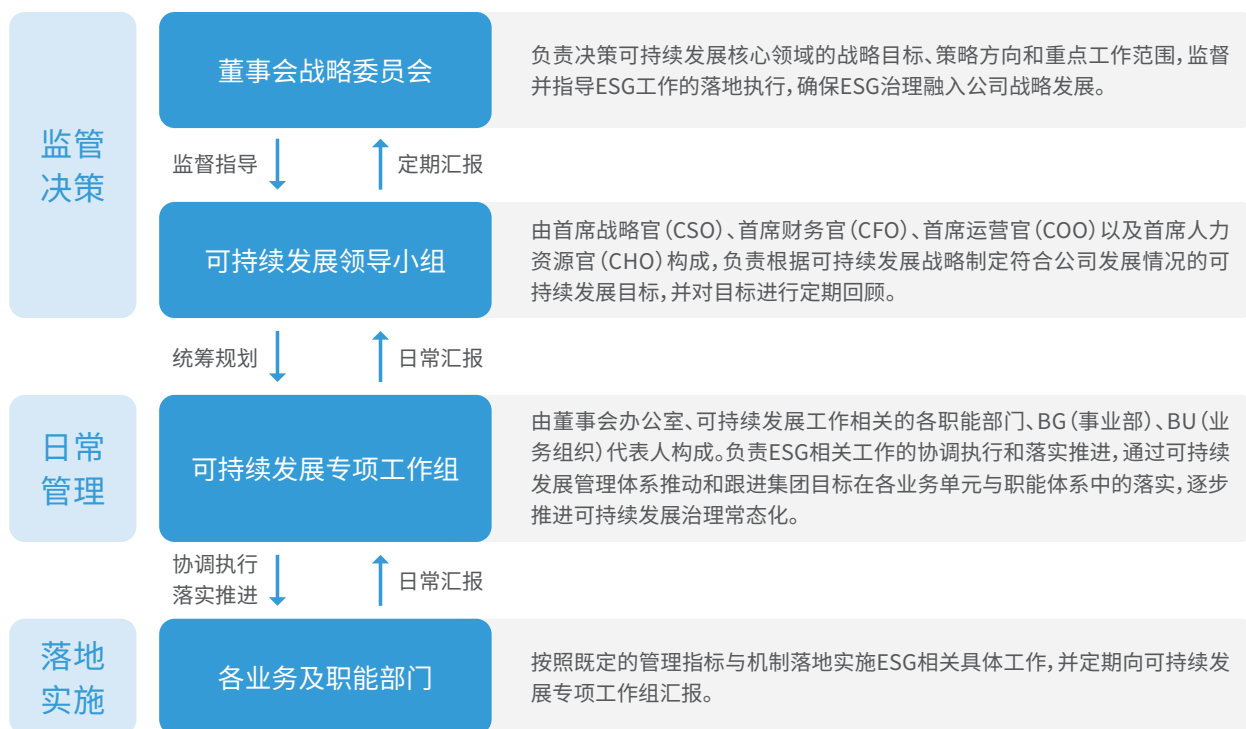 监管
决策
董事会战略委员会
负责决策可持续发展核心领域的战略目标、策略方向和重点工作范围,监督
并指导ESG工作的落地执行,确保ESG治理融入公司战略发展。
监督指导
定期汇报
可持续发展领导小组
由首席战略官(CSO)、首席财务官(CFO)、首席运营官(COO)以及首席人力
资源官(CHO)构成,负责根据可持续发展战略制定符合公司发展情况的可
持续发展目标,并对目标进行定期回顾。
统筹规划
日常汇报
日常
管理
可持续发展专项工作组
由董事会办公室、可持续发展工作相关的各职能部门、BG(事业部)、BU(业
务组织)代表人构成。负责ESG相关工作的协调执行和落实推进,通过可持续
发展管理体系推动和跟进集团目标在各业务单元与职能体系中的落实,逐步
推进可持续发展治理常态化。
协调执行
落实推进
日常汇报
落地
实施
各业务及职能部门
按照既定的管理指标与机制落地实施ESG相关具体工作,并定期向可持续发
展专项工作组汇报。